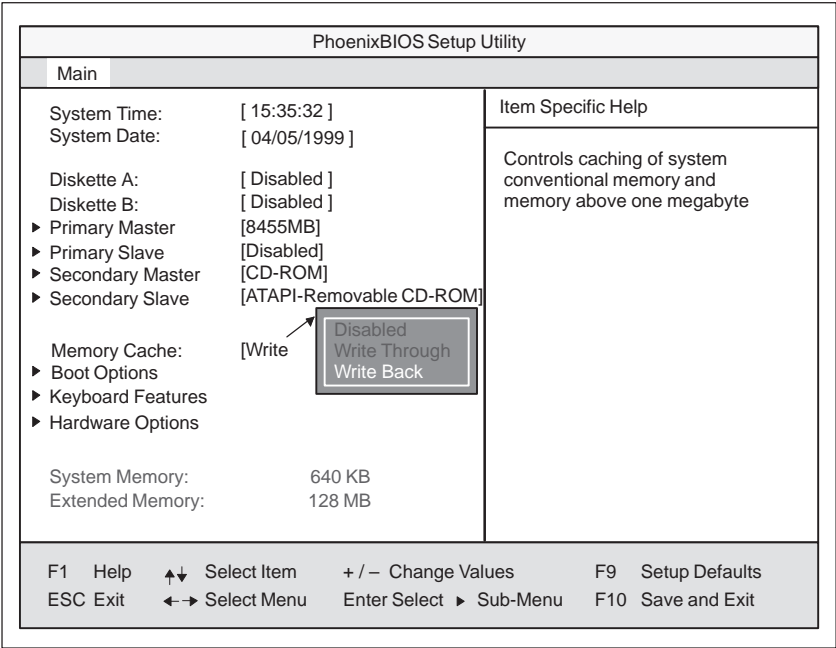 PhoenixBIOS Setup Utility
Main
System Time: [ 15:35:32 ]
System Date: [ 04/05/1999 ]
Diskette A: [ Disabled ]
Diskette B: [ Disabled ]
Primary Master [8455MB]
Primary Slave [Disabled]
Secondary Master [CD-ROM]
Secondary Slave [ATAPI-Removable CD-ROM]
Memory Cache: [Write
Disabled
Write Through
Write Back
Boot Options
Keyboard Features
Hardware Options
System Memory: 640 KB
Extended Memory: 128 MB
Item Specific Help
Controls caching of system
conventional memory and
memory above one megabyte
F1 Help Select Item + / – Change Values F9 Setup Defaults
ESC Exit Select Menu Enter Select Sub-Menu F10 Save and Exit